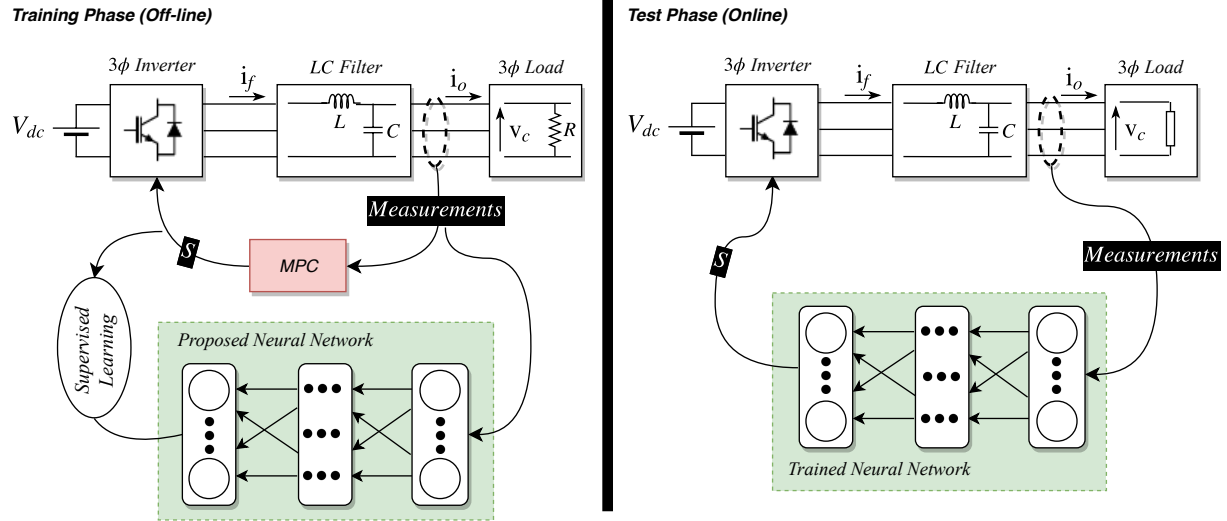 Training Phase (Off-line)
3ϕ Inverter
i_f
LC Filter
i_o
3ϕ Load
V_dc
L
C
v_c
R
Measurements
S
MPC
Supervised
Learning
Proposed Neural Network
Test Phase (Online)
3ϕ Inverter
i_f
LC Filter
i_o
3ϕ Load
V_dc
L
C
v_c
S
Measurements
Trained Neural Network